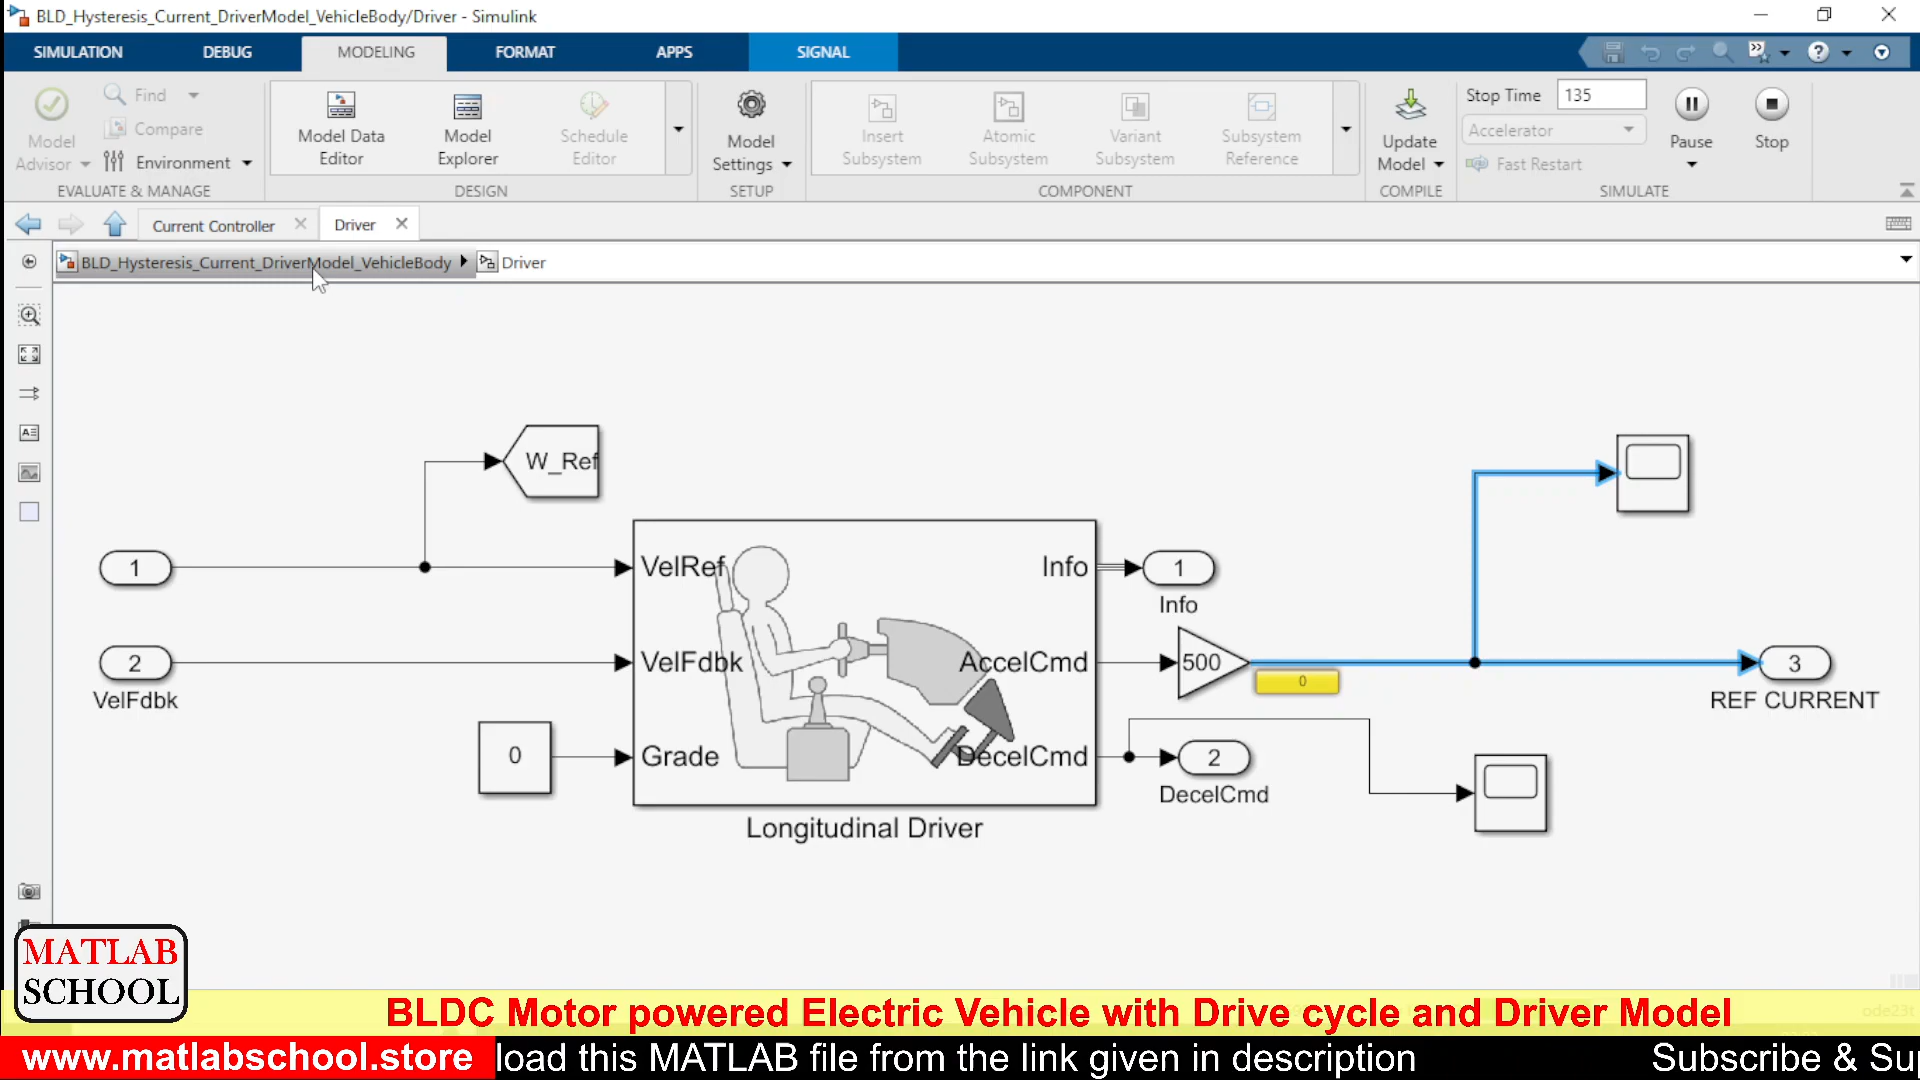 BLD_Hysteresis_Current_DriverModel_VehicleBody/Driver - Simulink
SIMULATION
DEBUG
MODELING
FORMAT
APPS
SIGNAL
Model
Advisor
Find
Compare
Environment
EVALUATE & MANAGE
Model Data
Editor
Model
Explorer
Schedule
Editor
DESIGN
Model
Settings
SETUP
Insert
Subsystem
Atomic
Subsystem
Variant
Subsystem
Subsystem
Reference
COMPONENT
Update
Model
COMPILE
Stop Time
135
Accelerator
Fast Restart
Pause
Stop
SIMULATE
Current Controller
Driver
BLD_Hysteresis_Current_DriverModel_VehicleBody
Driver
W_Ref
1
VelRef
Info
1
Info
2
VelFdbk
VelFdbk
AccelCmd
500
0
3
REF CURRENT
0
Grade
DecelCmd
2
DecelCmd
Longitudinal Driver
MATLAB
SCHOOL
BLDC Motor powered Electric Vehicle with Drive cycle and Driver Model
ode23t
www.matlabschool.store
load this MATLAB file from the link given in description
Subscribe & Su